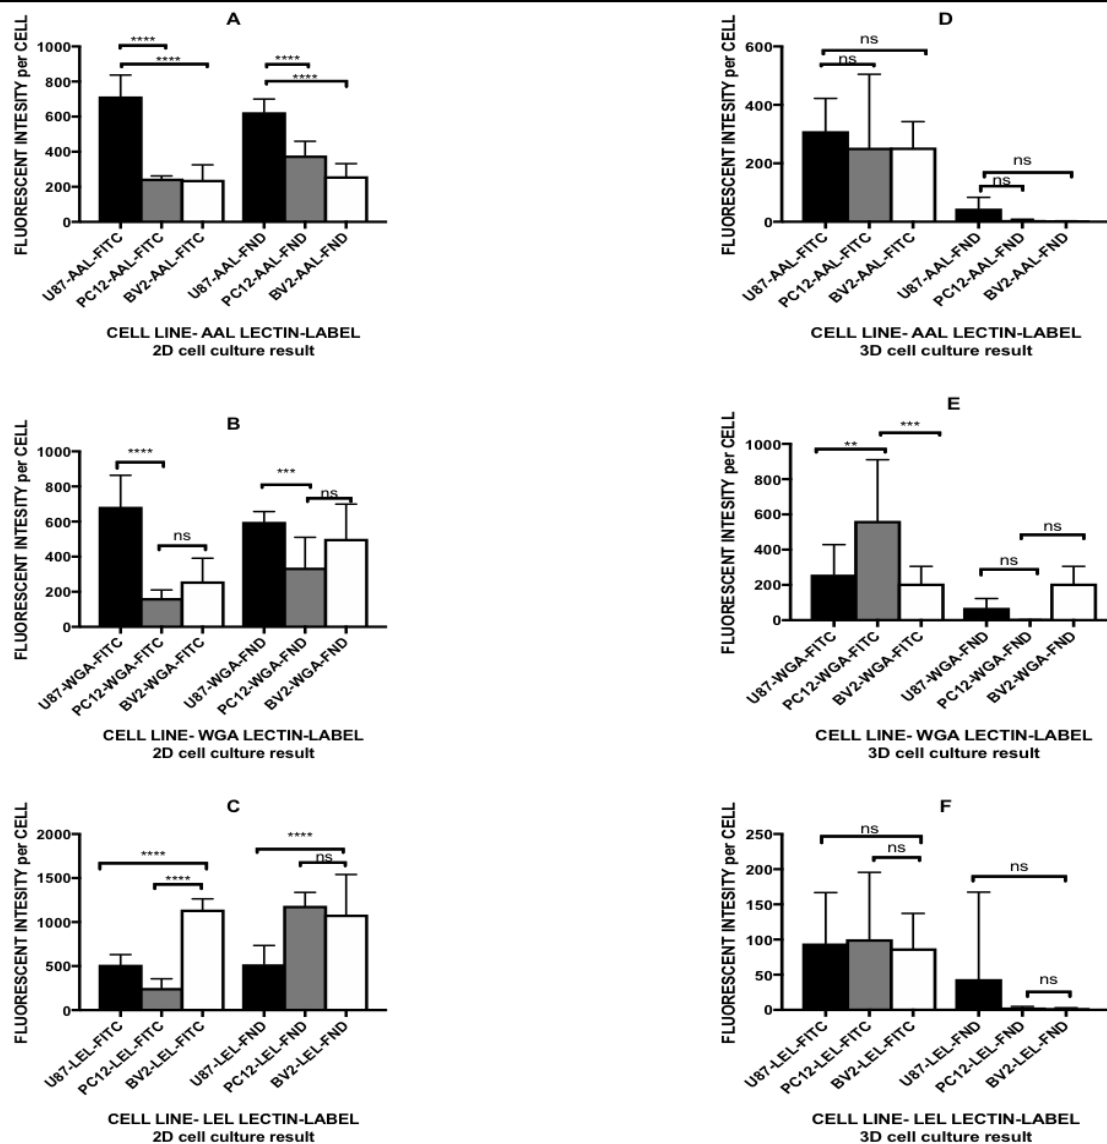 A
FLUORESCENT INTESITY per CELL
1000
800
600
400
200
0
****
****
****
****
U87-AAL-FITC
PC12-AAL-FITC
BV2-AAL-FITC
U87-AAL-FND
PC12-AAL-FND
BV2-AAL-FND
CELL LINE- AAL LECTIN-LABEL
2D cell culture result
D
FLUORESCENT INTESITY per CELL
600
400
200
0
ns
ns
ns
ns
U87-AAL-FITC
PC12-AAL-FITC
BV2-AAL-FITC
U87-AAL-FND
PC12-AAL-FND
BV2-AAL-FND
CELL LINE- AAL LECTIN-LABEL
3D cell culture result
B
FLUORESCENT INTESITY per CELL
1000
800
600
400
200
0
****
ns
***
ns
U87-WGA-FITC
PC12-WGA-FITC
BV2-WGA-FITC
U87-WGA-FND
PC12-WGA-FND
BV2-WGA-FND
CELL LINE- WGA LECTIN-LABEL
2D cell culture result
E
FLUORESCENT INTESITY per CELL
1000
800
600
400
200
0
**
***
ns
ns
U87-WGA-FITC
PC12-WGA-FITC
BV2-WGA-FITC
U87-WGA-FND
PC12-WGA-FND
BV2-WGA-FND
CELL LINE- WGA LECTIN-LABEL
3D cell culture result
C
FLUORESCENT INTESITY per CELL
2000
1500
1000
500
0
****
****
****
ns
U87-LEL-FITC
PC12-LEL-FITC
BV2-LEL-FITC
U87-LEL-FND
PC12-LEL-FND
BV2-LEL-FND
CELL LINE- LEL LECTIN-LABEL
2D cell culture result
F
FLUORESCENT INTESITY per CELL
250
200
150
100
50
0
ns
ns
ns
ns
U87-LEL-FITC
PC12-LEL-FITC
BV2-LEL-FITC
U87-LEL-FND
PC12-LEL-FND
BV2-LEL-FND
CELL LINE- LEL LECTIN-LABEL
3D cell culture result